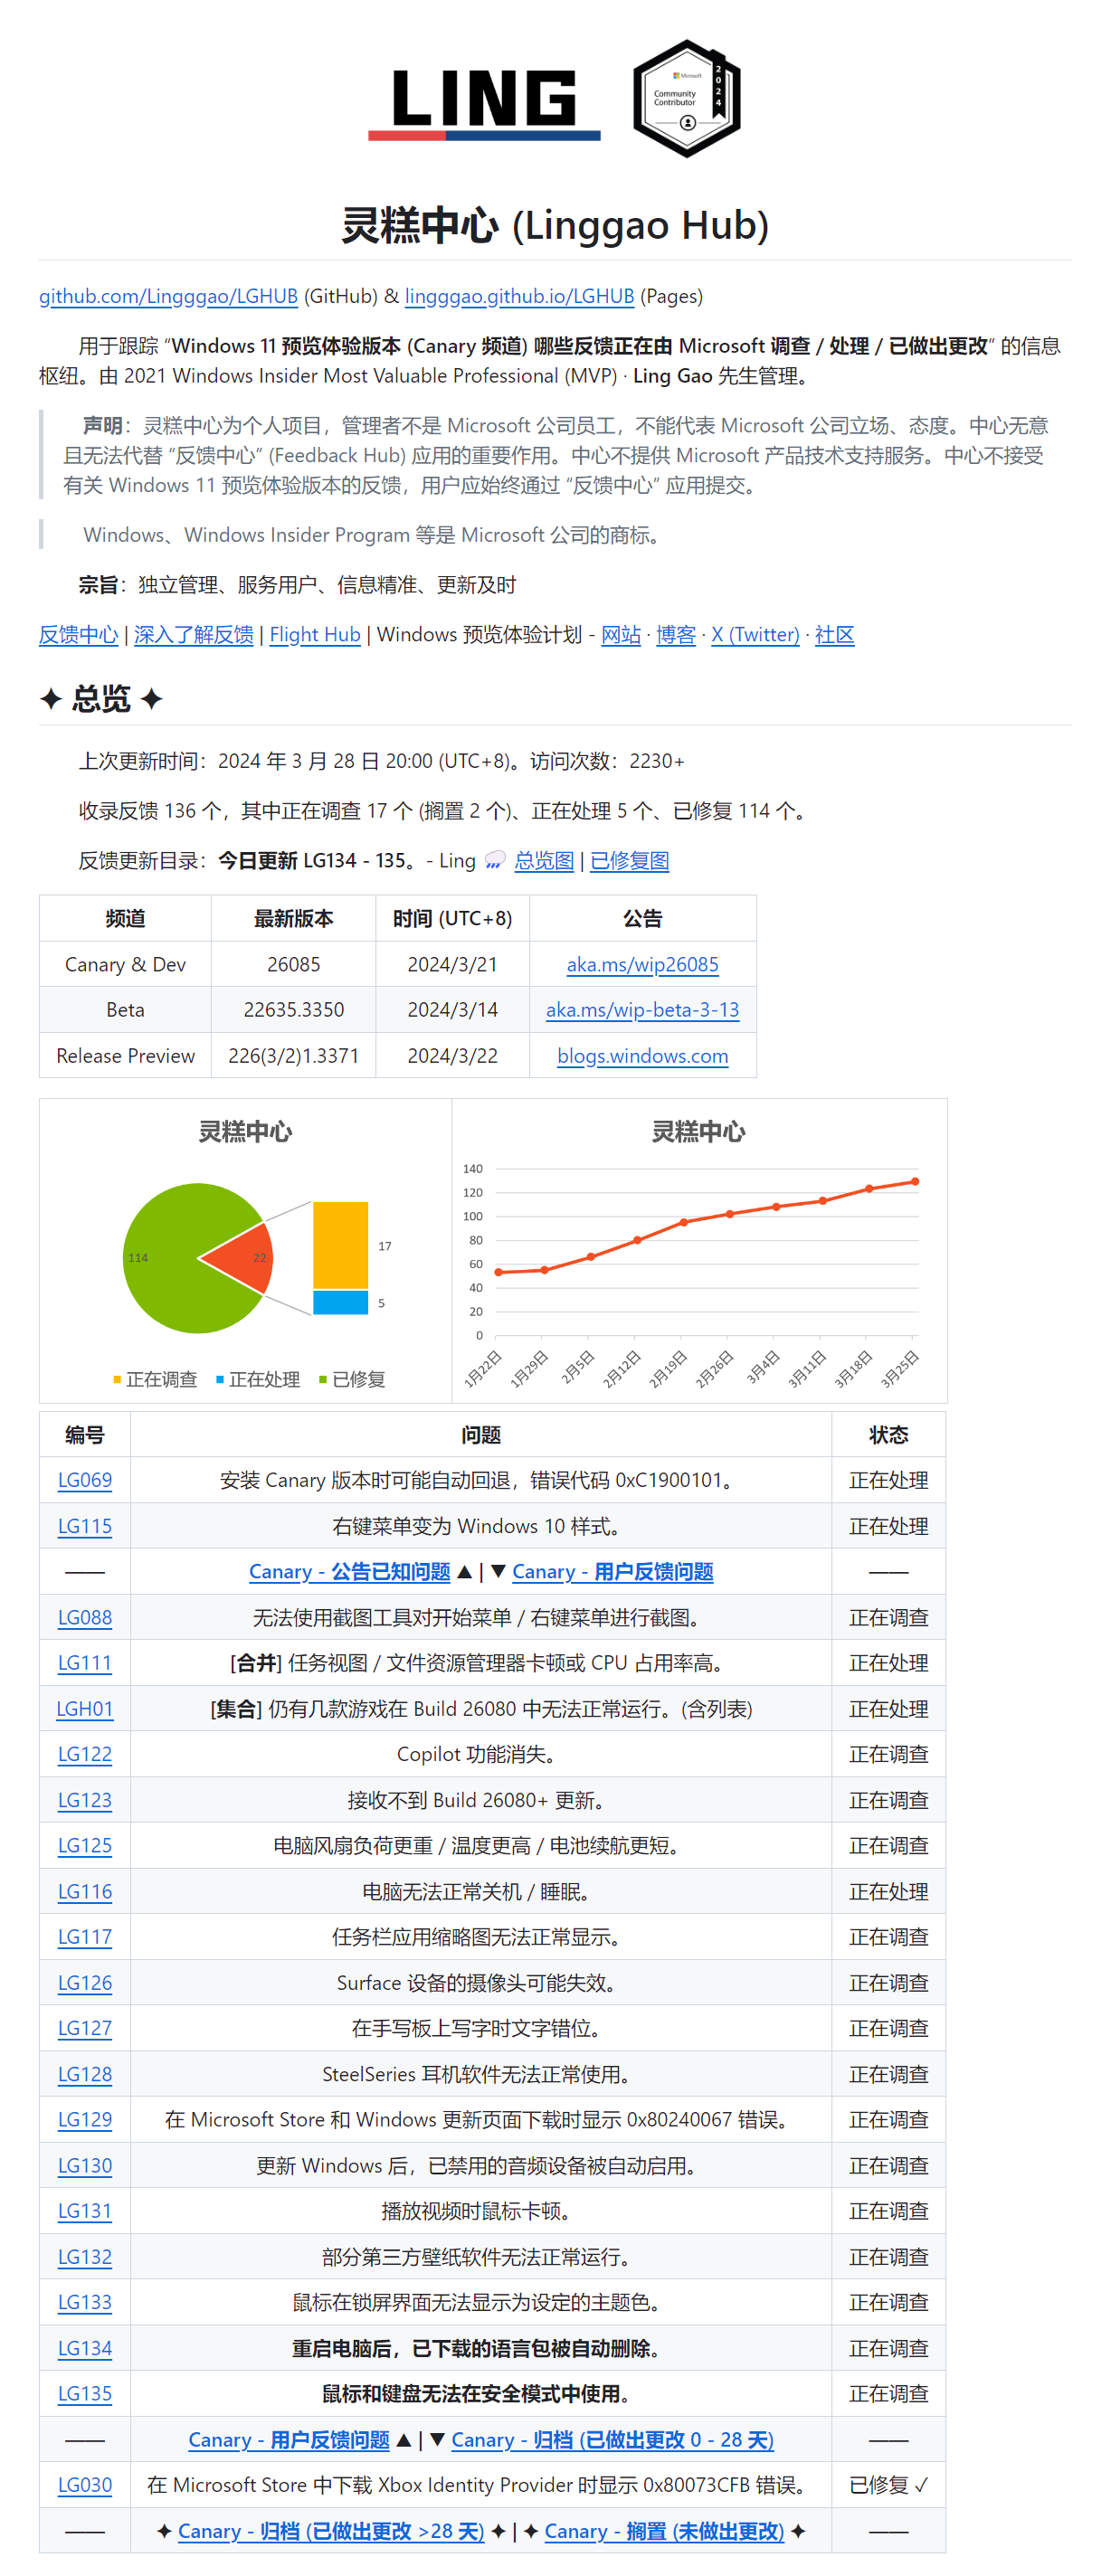 LING
Microsoft
Community
Contributor
2024
灵糕中心 (Linggao Hub)
github.com/Lingggao/LGHUB (GitHub) & lingggao.github.io/LGHUB (Pages)
用于跟踪 “Windows 11 预览体验版本 (Canary 频道) 哪些反馈正在由 Microsoft 调查 / 处理 / 已做出更改” 的信息
枢纽。由 2021 Windows Insider Most Valuable Professional (MVP) · Ling Gao 先生管理。
声明：灵糕中心为个人项目，管理者不是 Microsoft 公司员工，不能代表 Microsoft 公司立场、态度。中心无意
且无法代替 “反馈中心” (Feedback Hub) 应用的重要作用。中心不提供 Microsoft 产品技术支持服务。中心不接受
有关 Windows 11 预览体验版本的反馈，用户应始终通过 “反馈中心” 应用提交。
Windows、Windows Insider Program 等是 Microsoft 公司的商标。
宗旨：独立管理、服务用户、信息精准、更新及时
反馈中心 | 深入了解反馈 | Flight Hub | Windows 预览体验计划 - 网站 · 博客 · X (Twitter) · 社区
✦ 总览 ✦
上次更新时间：2024 年 3 月 28 日 20:00 (UTC+8)。访问次数：2230+
收录反馈 136 个，其中正在调查 17 个 (搁置 2 个)、正在处理 5 个、已修复 114 个。
反馈更新目录：今日更新 LG134 - 135。- Ling 🌧 总览图 | 已修复图
频道 最新版本 时间 (UTC+8) 公告
Canary & Dev 26085 2024/3/21 aka.ms/wip26085
Beta 22635.3350 2024/3/14 aka.ms/wip-beta-3-13
Release Preview 226(3/2)1.3371 2024/3/22 blogs.windows.com
灵糕中心
114
22
17
5
正在调查 正在处理 已修复
灵糕中心
140
120
100
80
60
40
20
0
1月22日 1月29日 2月5日 2月12日 2月19日 2月26日 3月4日 3月11日 3月18日 3月25日
编号 问题 状态
LG069 安装 Canary 版本时可能自动回退，错误代码 0xC1900101。 正在处理
LG115 右键菜单变为 Windows 10 样式。 正在处理
—— Canary - 公告已知问题 ▲ | ▼ Canary - 用户反馈问题 ——
LG088 无法使用截图工具对开始菜单 / 右键菜单进行截图。 正在调查
LG111 [合并] 任务视图 / 文件资源管理器卡顿或 CPU 占用率高。 正在处理
LGH01 [集合] 仍有几款游戏在 Build 26080 中无法正常运行。(含列表) 正在处理
LG122 Copilot 功能消失。 正在调查
LG123 接收不到 Build 26080+ 更新。 正在调查
LG125 电脑风扇负荷更重 / 温度更高 / 电池续航更短。 正在调查
LG116 电脑无法正常关机 / 睡眠。 正在处理
LG117 任务栏应用缩略图无法正常显示。 正在调查
LG126 Surface 设备的摄像头可能失效。 正在调查
LG127 在手写板上写字时文字错位。 正在调查
LG128 SteelSeries 耳机软件无法正常使用。 正在调查
LG129 在 Microsoft Store 和 Windows 更新页面下载时显示 0x80240067 错误。 正在调查
LG130 更新 Windows 后，已禁用的音频设备被自动启用。 正在调查
LG131 播放视频时鼠标卡顿。 正在调查
LG132 部分第三方壁纸软件无法正常运行。 正在调查
LG133 鼠标在锁屏界面无法显示为设定的主题色。 正在调查
LG134 重启电脑后，已下载的语言包被自动删除。 正在调查
LG135 鼠标和键盘无法在安全模式中使用。 正在调查
—— Canary - 用户反馈问题 ▲ | ▼ Canary - 归档 (已做出更改 0 - 28 天) ——
LG030 在 Microsoft Store 中下载 Xbox Identity Provider 时显示 0x80073CFB 错误。 已修复 ✓
—— ✦ Canary - 归档 (已做出更改 >28 天) ✦ | ✦ Canary - 搁置 (未做出更改) ✦ ——